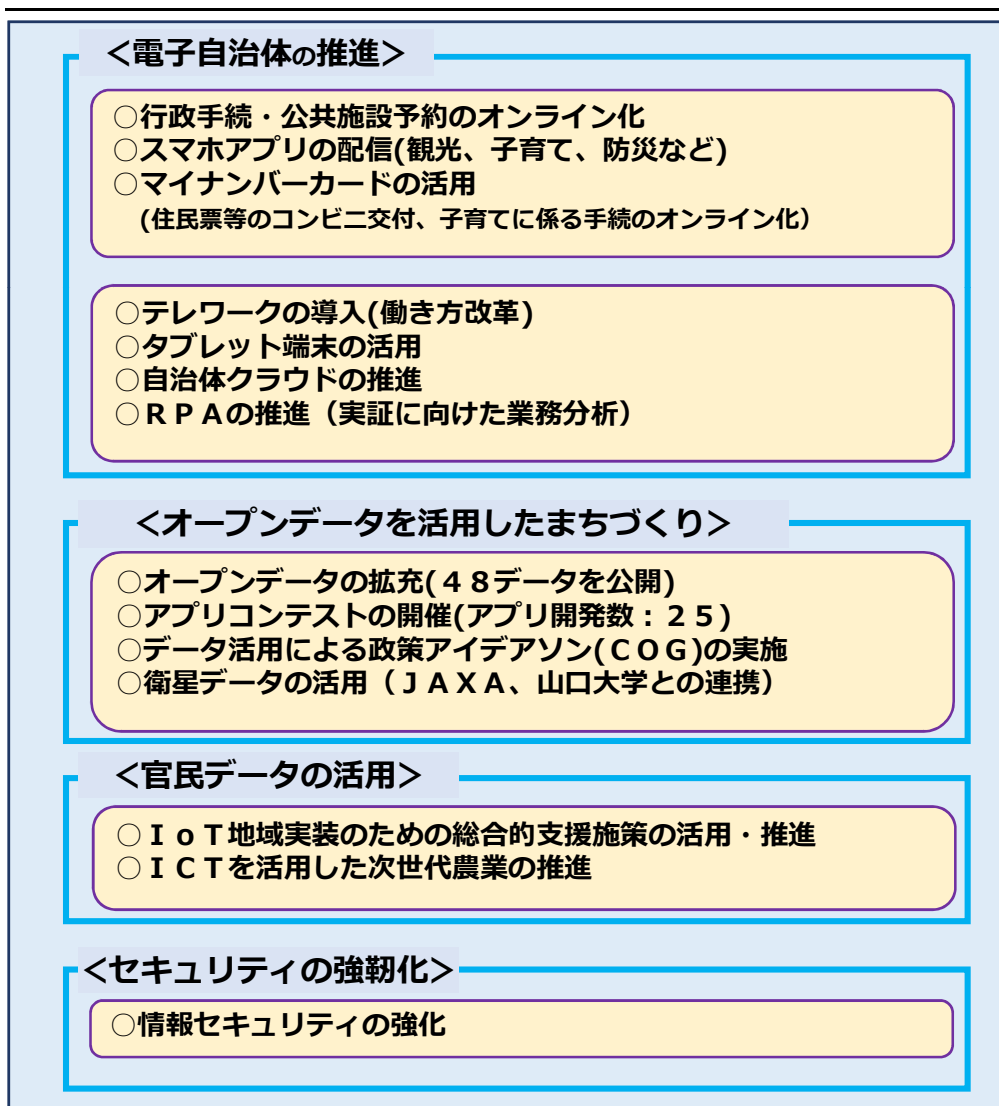 ＜電子自治体の推進＞
○行政手続・公共施設予約のオンライン化
○スマホアプリの配信(観光、子育て、防災など)
○マイナンバーカードの活用
(住民票等のコンビニ交付、子育てに係る手続のオンライン化）
○テレワークの導入(働き方改革)
○タブレット端末の活用
○自治体クラウドの推進
○ＲＰＡの推進（実証に向けた業務分析）
＜オープンデータを活用したまちづくり＞
○オープンデータの拡充(４８データを公開)
○アプリコンテストの開催(アプリ開発数：２５)
○データ活用による政策アイデアソン(ＣＯＧ)の実施
○衛星データの活用（ＪＡＸＡ、山口大学との連携）
＜官民データの活用＞
○ＩｏＴ地域実装のための総合的支援施策の活用・推進
○ＩＣＴを活用した次世代農業の推進
＜セキュリティの強靭化＞
○情報セキュリティの強化